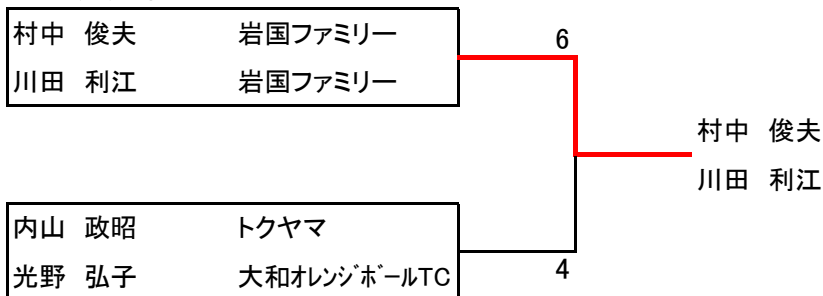 村中 俊夫 岩国ファミリー
6
川田 利江 岩国ファミリー
村中 俊夫
川田 利江
内山 政昭 トクヤマ
光野 弘子 大和オレンジボールTC
4